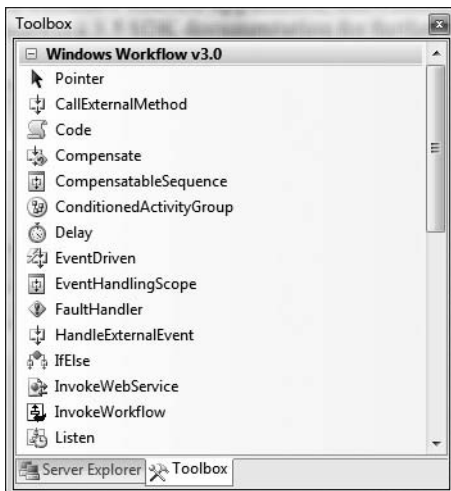 Toolbox
Windows Workflow v3.0
Pointer
CallExternalMethod
Code
Compensate
CompensatableSequence
ConditionedActivityGroup
Delay
EventDriven
EventHandlingScope
FaultHandler
HandleExternalEvent
IfElse
InvokeWebService
InvokeWorkflow
Listen
Server Explorer
Toolbox